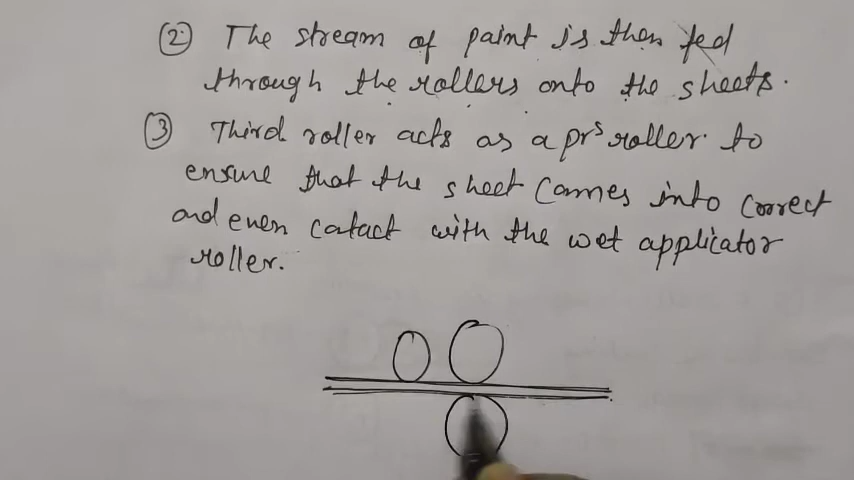 ② The stream of paint is then fed
through the rollers onto the sheets.
③ Third roller acts as a prˢ roller to
ensure that the sheet comes into correct
and even catact with the wet applicator
roller.